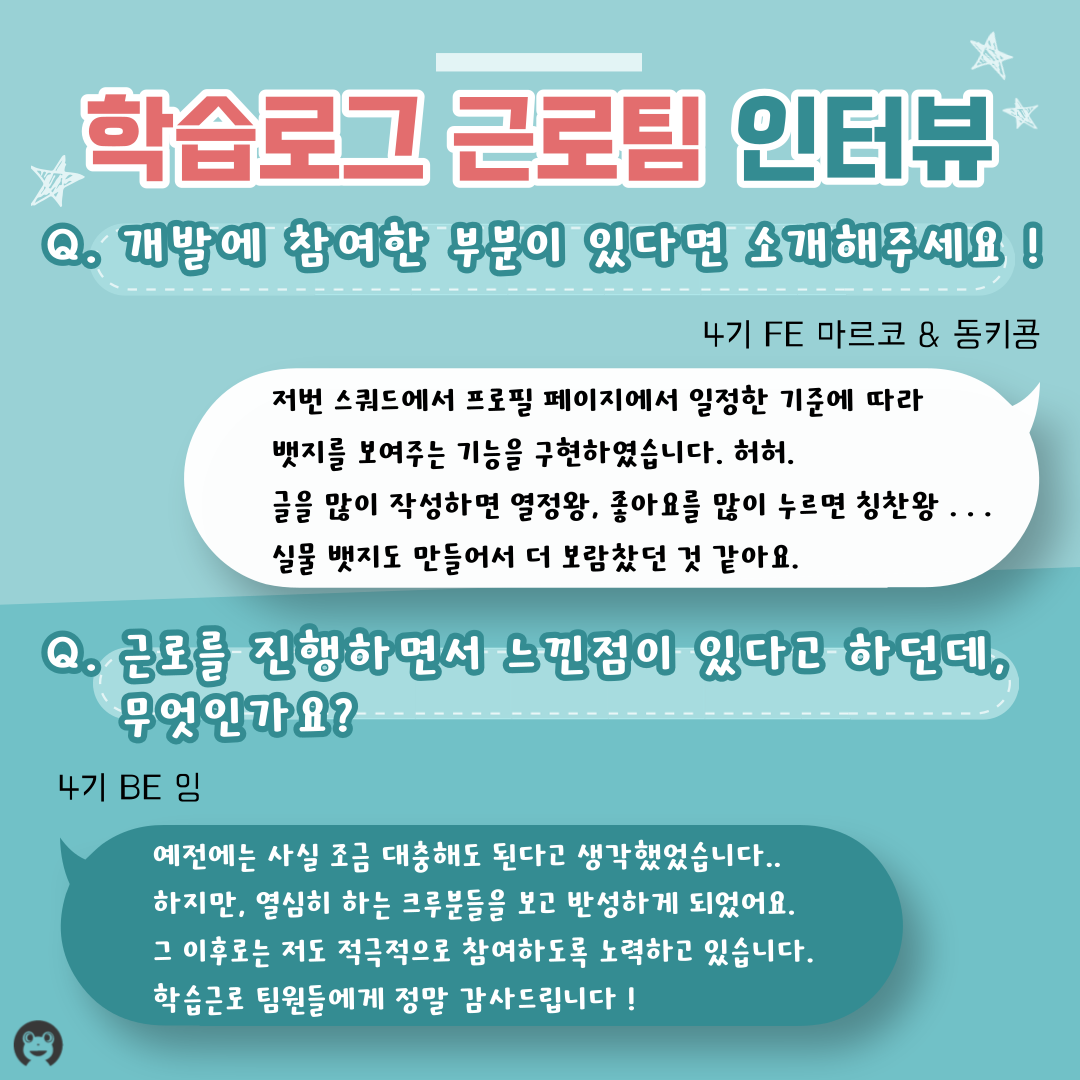 학습로그 근로팀 인터뷰
Q. 개발에 참여한 부분이 있다면 소개해주세요 !
4기 FE 마르코 & 동키콩
저번 스쿼드에서 프로필 페이지에서 일정한 기준에 따라
뱃지를 보여주는 기능을 구현하였습니다. 허허.
글을 많이 작성하면 열정왕, 좋아요를 많이 누르면 칭찬왕 . . .
실물 뱃지도 만들어서 더 보람찼던 것 같아요.
Q. 근로를 진행하면서 느낀점이 있다고 하던데,
무엇인가요?
4기 BE 밍
예전에는 사실 조금 대충해도 된다고 생각했었습니다..
하지만, 열심히 하는 크루분들을 보고 반성하게 되었어요.
그 이후로는 저도 적극적으로 참여하도록 노력하고 있습니다.
학습근로 팀원들에게 정말 감사드립니다 !